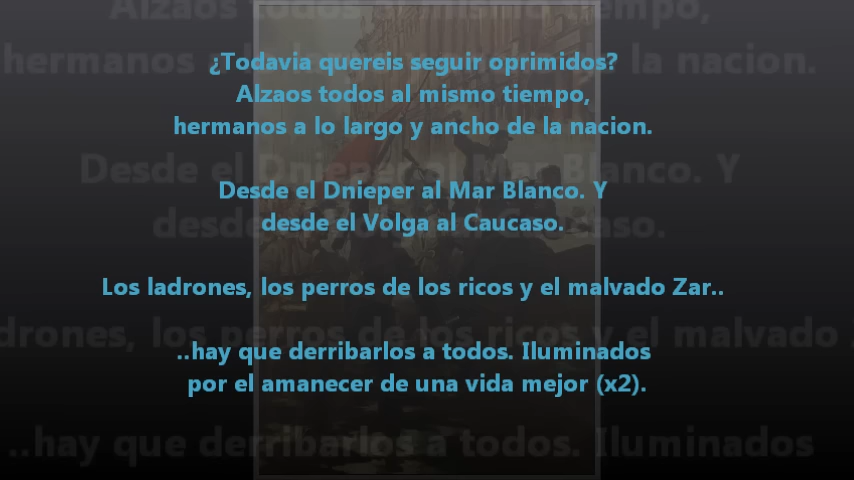 ¿Todavia quereis seguir oprimidos?
Alzaos todos al mismo tiempo,
hermanos a lo largo y ancho de la nacion.
Desde el Dnieper al Mar Blanco. Y
desde el Volga al Caucaso.
Los ladrones, los perros de los ricos y el malvado Zar..
..hay que derribarlos a todos. Iluminados
por el amanecer de una vida mejor (x2).